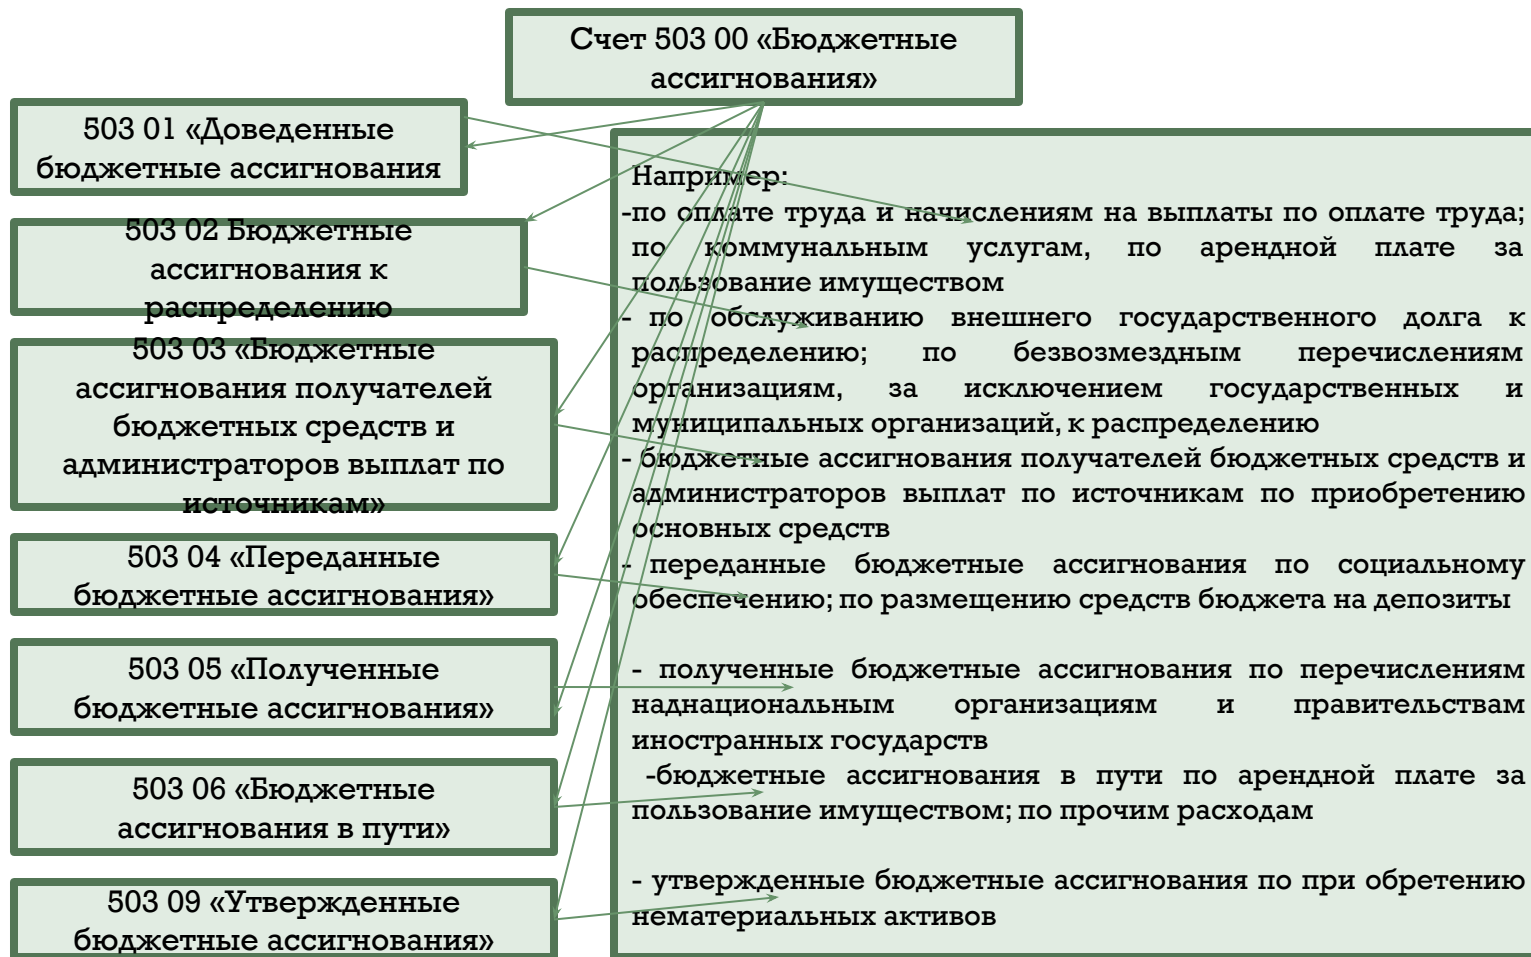 Счет 503 00 «Бюджетные
ассигнования»
503 01 «Доведенные
бюджетные ассигнования
503 02 Бюджетные
ассигнования к
распределению
503 03 «Бюджетные
ассигнования получателей
бюджетных средств и
администраторов выплат по
источникам»
503 04 «Переданные
бюджетные ассигнования»
503 05 «Полученные
бюджетные ассигнования»
503 06 «Бюджетные
ассигнования в пути»
503 09 «Утвержденные
бюджетные ассигнования»
Например:
-по оплате труда и начислениям на выплаты по оплате труда;
по коммунальным услугам, по арендной плате за
пользование имуществом
- по обслуживанию внешнего государственного долга к
распределению; по безвозмездным перечислениям
организациям, за исключением государственных и
муниципальных организаций, к распределению
- бюджетные ассигнования получателей бюджетных средств и
администраторов выплат по источникам по приобретению
основных средств
- переданные бюджетные ассигнования по социальному
обеспечению; по размещению средств бюджета на депозиты
- полученные бюджетные ассигнования по перечислениям
наднациональным организациям и правительствам
иностранных государств
-бюджетные ассигнования в пути по арендной плате за
пользование имуществом; по прочим расходам
- утвержденные бюджетные ассигнования по при обретению
нематериальных активов